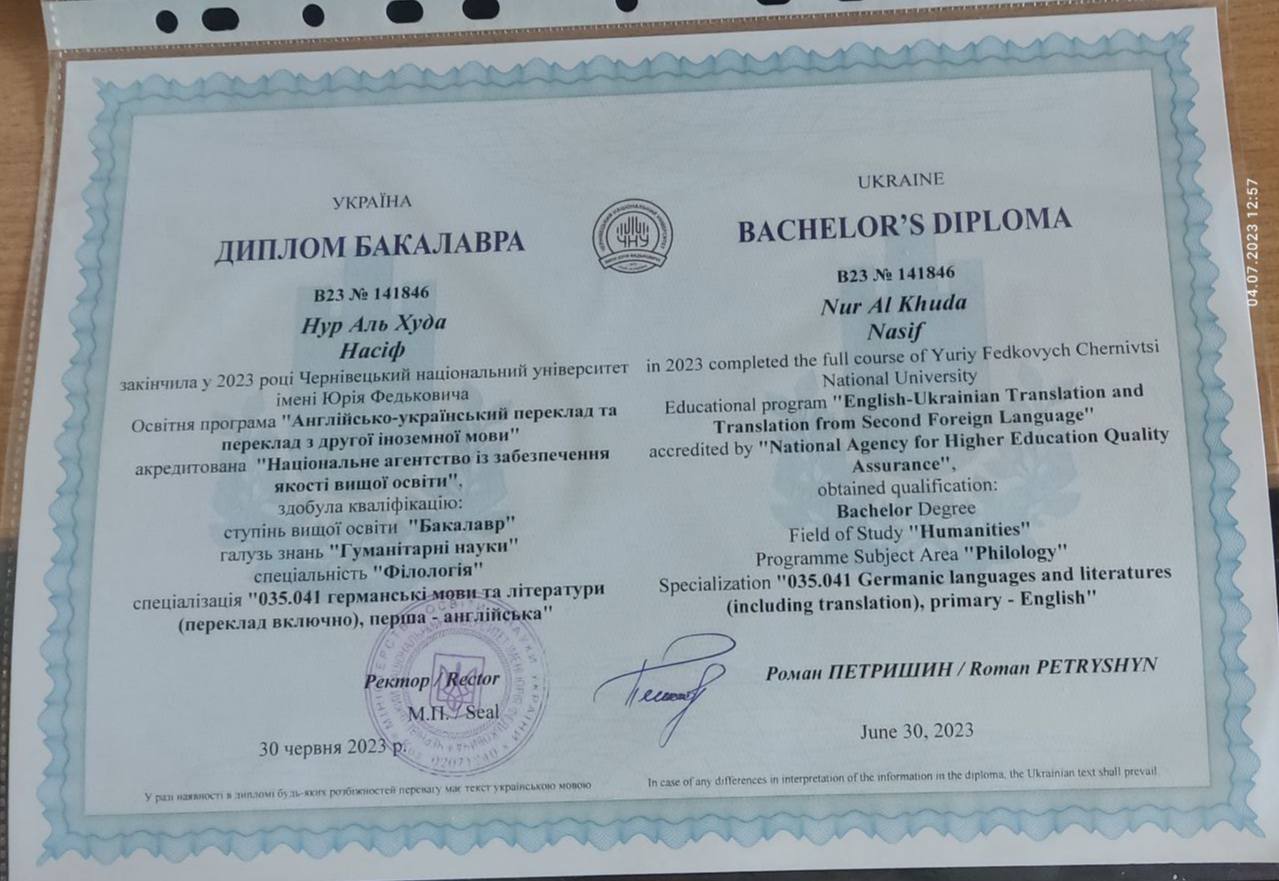 УКРАЇНА
ДИПЛОМ БАКАЛАВРА
B23 № 141846
Нур Аль Худа
Насіф
закінчила у 2023 році Чернівецький національний університет
імені Юрія Федьковича
Освітня програма "Англійсько-український переклад та
переклад з другої іноземної мови"
акредитована "Національне агентство із забезпечення
якості вищої освіти",
здобула кваліфікацію:
ступінь вищої освіти "Бакалавр"
галузь знань "Гуманітарні науки"
спеціальність "Філологія"
спеціалізація "035.041 германські мови та літератури
(переклад включно), перша - англійська"
Ректор / Rector
М.П. / Seal
30 червня 2023 р.
У разі наявності в дипломі будь-яких розбіжностей перевагу має текст українською мовою
ЧНУ
UKRAINE
BACHELOR'S DIPLOMA
B23 № 141846
Nur Al Khuda
Nasif
in 2023 completed the full course of Yuriy Fedkovych Chernivtsi
National University
Educational program "English-Ukrainian Translation and
Translation from Second Foreign Language"
accredited by "National Agency for Higher Education Quality
Assurance",
obtained qualification:
Bachelor Degree
Field of Study "Humanities"
Programme Subject Area "Philology"
Specialization "035.041 Germanic languages and literatures
(including translation), primary - English"
Роман ПЕТРИШИН / Roman PETRYSHYN
June 30, 2023
In case of any differences in interpretation of the information in the diploma, the Ukrainian text shall prevail
04.07.2023 12:57